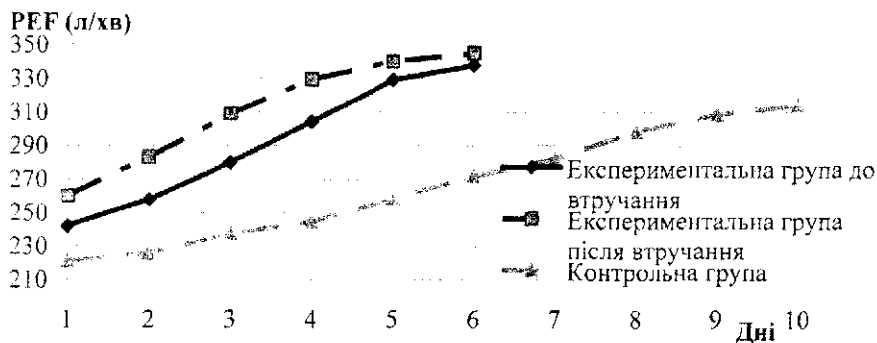 PEF (л/хв)
350
330
310
290
270
250
230
210
Експериментальна група до
втручання
Експериментальна група
після втручання
Контрольна група
1 2 3 4 5 6 7 8 9 10
Дні